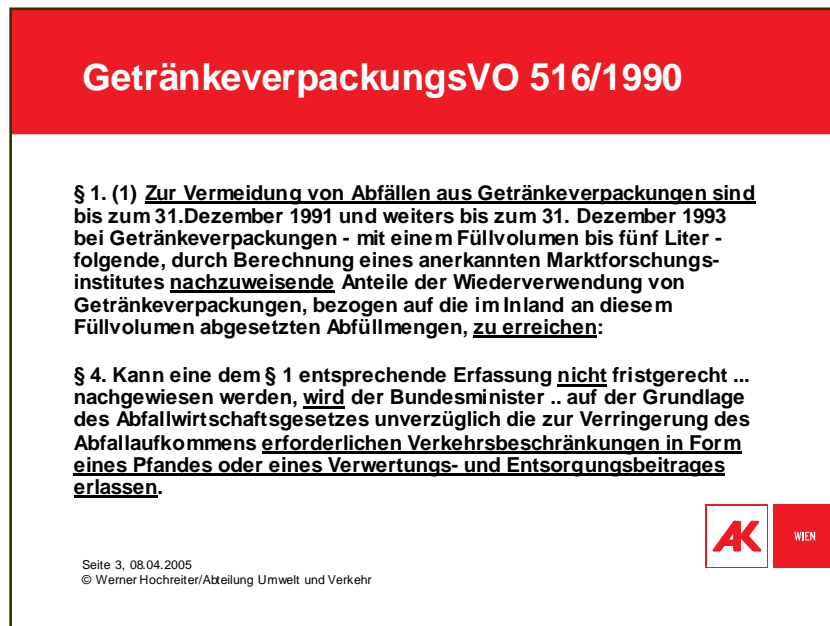 GetränkeverpackungsVO 516/1990
§ 1. (1) Zur Vermeidung von Abfällen aus Getränkeverpackungen sind
bis zum 31.Dezember 1991 und weiters bis zum 31. Dezember 1993
bei Getränkeverpackungen - mit einem Füllvolumen bis fünf Liter -
folgende, durch Berechnung eines anerkannten Marktforschungs-
institutes nachzuweisende Anteile der Wiederverwendung von
Getränkeverpackungen, bezogen auf die im Inland an diesem
Füllvolumen abgesetzten Abfüllmengen, zu erreichen:
§ 4. Kann eine dem § 1 entsprechende Erfassung nicht fristgerecht ...
nachgewiesen werden, wird der Bundesminister .. auf der Grundlage
des Abfallwirtschaftsgesetzes unverzüglich die zur Verringerung des
Abfallaufkommens erforderlichen Verkehrsbeschränkungen in Form
eines Pfandes oder eines Verwertungs- und Entsorgungsbeitrages
erlassen.
AK WIEN
Seite 3, 08.04.2005
© Werner Hochreiter/Abteilung Umwelt und Verkehr